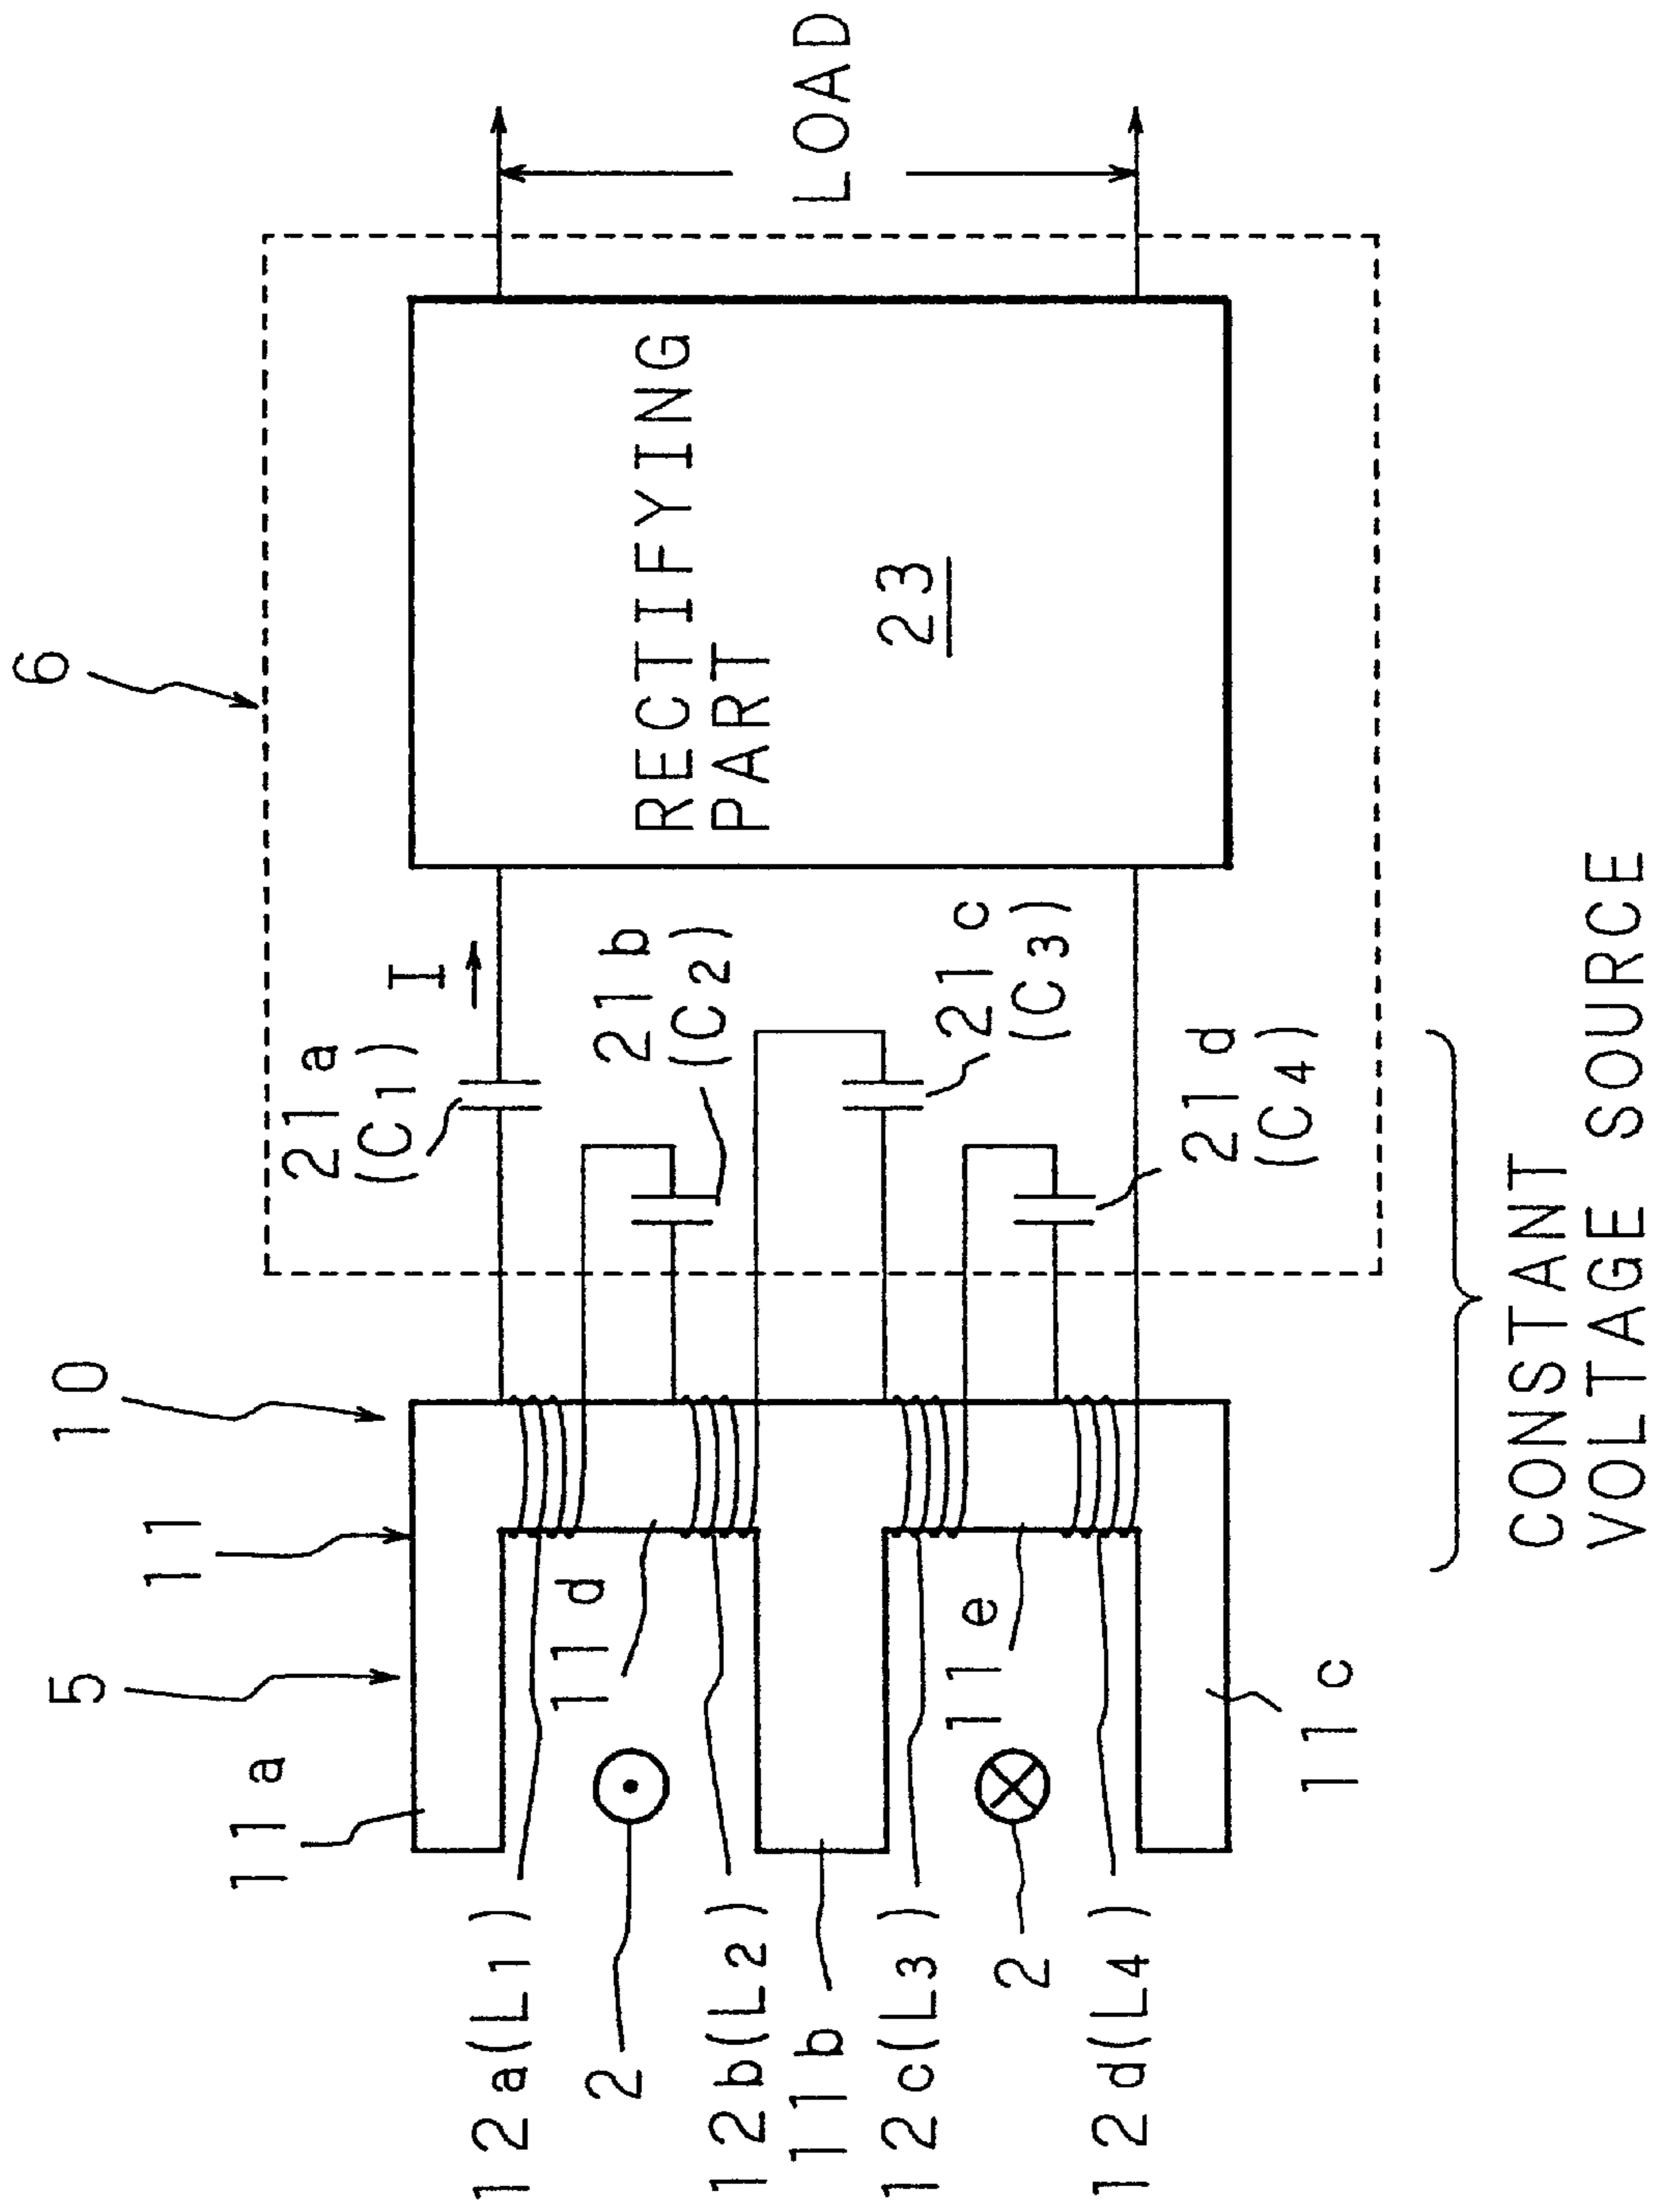 6
10
11
5
11a
21a
(C1)
I
21b
(C2)
21c
(C3)
21d
(C4)
RECTIFYING
PART
23
LOAD
12a(L1)
2
11d
12b(L2)
11b
12c(L3)
11e
2
12d(L4)
11c
CONSTANT
VOLTAGE SOURCE